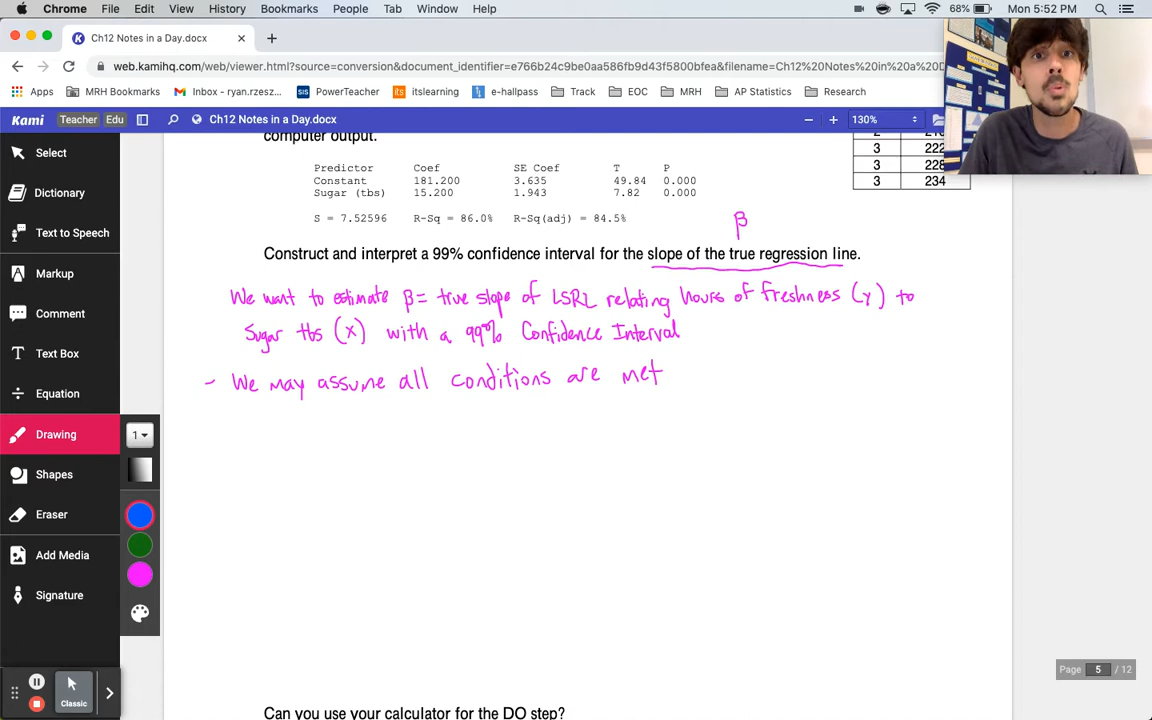 Chrome File Edit View History Bookmarks People Tab Window Help 68% Mon 5:52 PM
Ch12 Notes in a Day.docx
web.kamihq.com/web/viewer.html?source=conversion&document_identifier=e766b24c9be0aa586fb9d43f5800bfea&filename=Ch12%20Notes%20in%20a%20D
Apps MRH Bookmarks Inbox - ryan.rzesz... PowerTeacher itslearning e-hallpass Track EOC MRH AP Statistics Research
Kami Teacher Edu Ch12 Notes in a Day.docx 130%
computer output.
Predictor Coef SE Coef T P
Constant 181.200 3.635 49.84 0.000
Sugar (tbs) 15.200 1.943 7.82 0.000
S = 7.52596 R-Sq = 86.0% R-Sq(adj) = 84.5%
3 222
3 228
3 234
β
Construct and interpret a 99% confidence interval for the slope of the true regression line.
We want to estimate β = true slope of LSRL relating hours of freshness (y) to
Sugar tbs (x) with a 99% Confidence Interval
- We may assume all conditions are met
Can you use your calculator for the DO step?
Select
Dictionary
Text to Speech
Markup
Comment
Text Box
Equation
Drawing
Shapes
Eraser
Add Media
Signature
1
Classic
Page 5 / 12